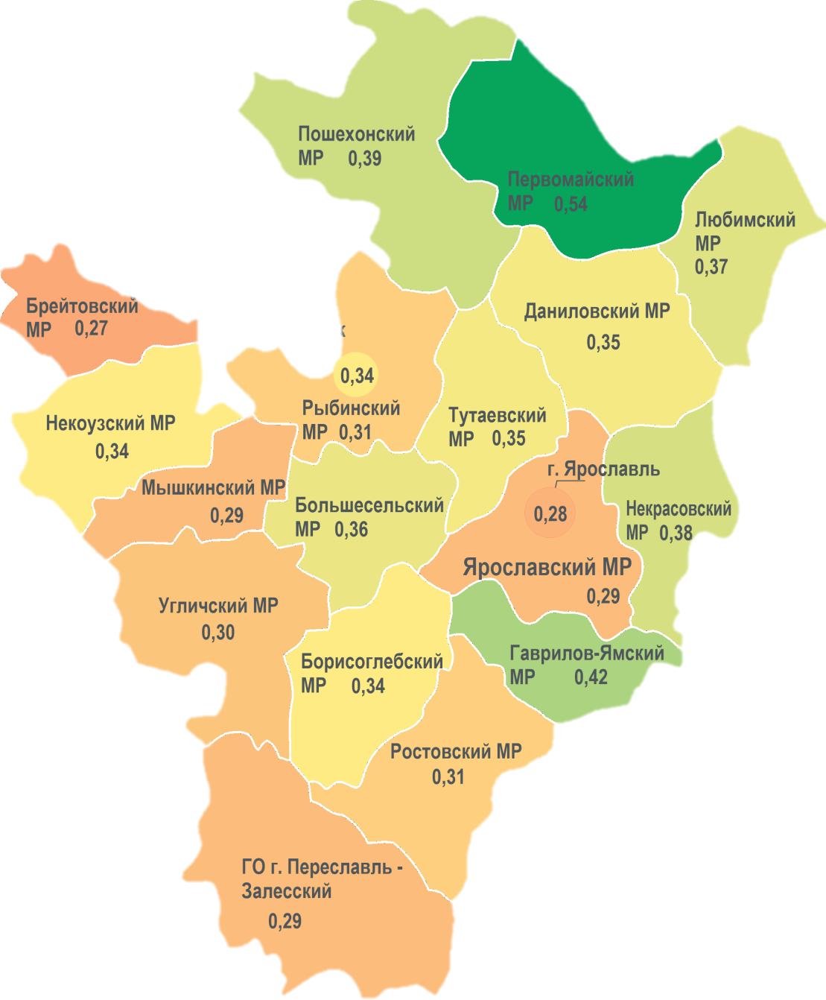 Пошехонский
МР 0,39
Первомайский
МР 0,54
Любимский
МР
0,37
Брейтовский
МР 0,27
Даниловский МР
0,35
к
0,34
Рыбинский
МР 0,31
Тутаевский
МР 0,35
Некоузский МР
0,34
г. Ярославль
0,28
Мышкинский МР
0,29
Большесельский
МР 0,36
Некрасовский
МР 0,38
Ярославский МР
0,29
Угличский МР
0,30
Борисоглебский
МР 0,34
Гаврилов-Ямский
МР 0,42
Ростовский МР
0,31
ГО г. Переславль -
Залесский
0,29